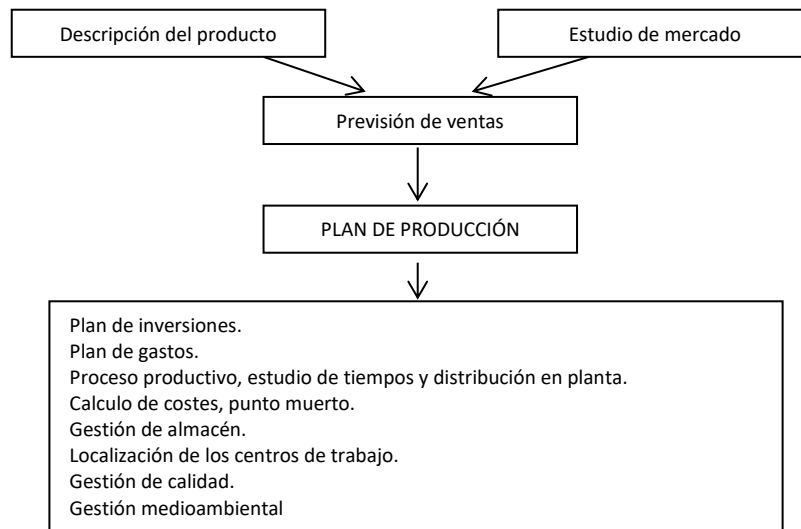 Descripción del producto
Estudio de mercado
Previsión de ventas
PLAN DE PRODUCCIÓN
Plan de inversiones.
Plan de gastos.
Proceso productivo, estudio de tiempos y distribución en planta.
Calculo de costes, punto muerto.
Gestión de almacén.
Localización de los centros de trabajo.
Gestión de calidad.
Gestión medioambiental